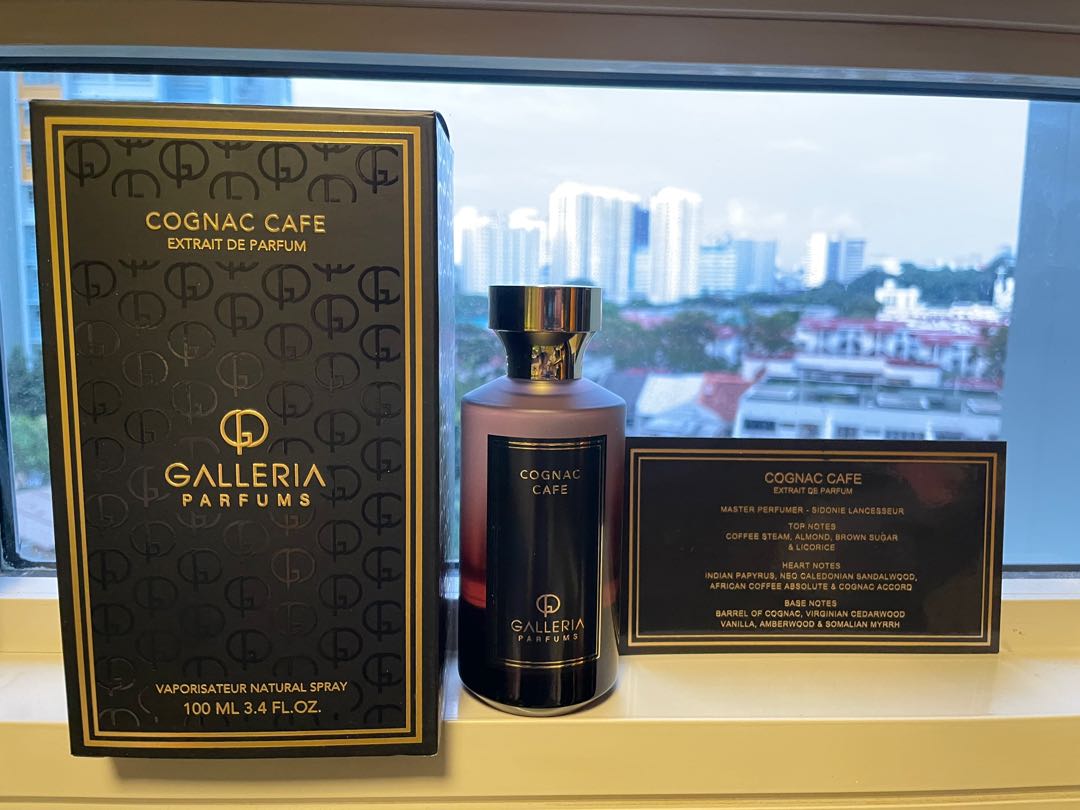 COGNAC CAFE
EXTRAIT DE PARFUM
GALLERIA
PARFUMS
VAPORISATEUR NATURAL SPRAY
100 ML 3.4 FL.OZ.
COGNAC
CAFE
GALLERIA
PARFUMS
COGNAC CAFE
EXTRAIT DE PARFUM
MASTER PERFUMER - SIDONIE LANCESSEUR
TOP NOTES
COFFEE STEAM, ALMOND, BROWN SUGAR
& LICORICE
HEART NOTES
INDIAN PAPYRUS, NEO CALEDONIAN SANDALWOOD,
AFRICAN COFFEE ABSOLUTE & COGNAC ACCORD
BASE NOTES
BARREL OF COGNAC, VIRGINIAN CEDARWOOD
VANILLA, AMBERWOOD & SOMALIAN MYRRH